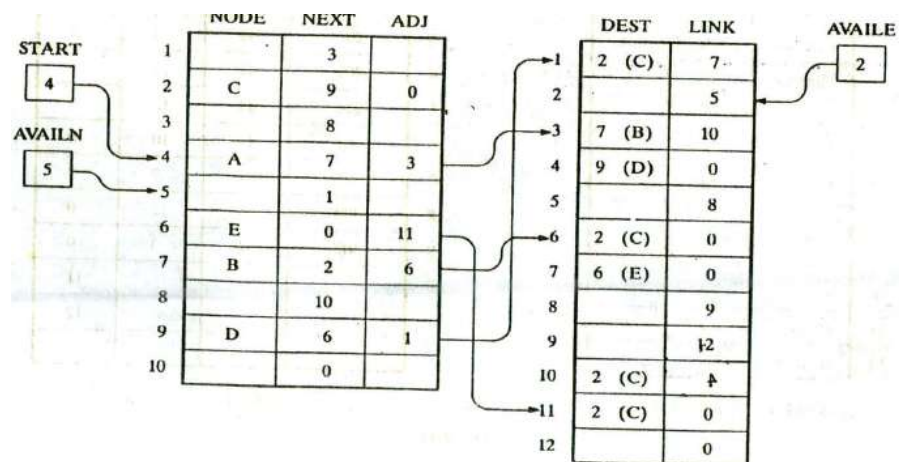 NODE NEXT ADJ
START
4
AVAILN
5
1 3
2 C 9 0
3 8
4 A 7 3
5 1
6 E 0 11
7 B 2 6
8 10
9 D 6 1
10 0
DEST LINK
AVAILE
2
1 2 (C) 7
2 5
3 7 (B) 10
4 9 (D) 0
5 8
6 2 (C) 0
7 6 (E) 0
8 9
9 12
10 2 (C) 4
11 2 (C) 0
12 0